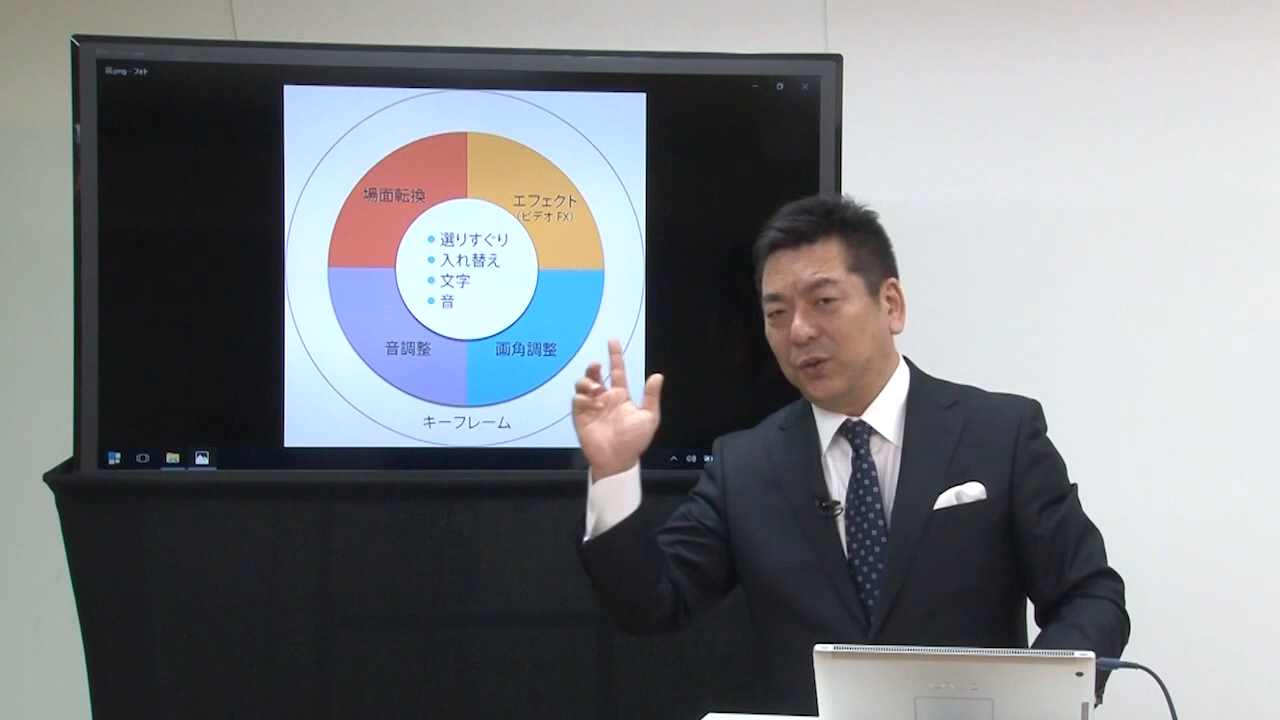 図.png - フォト
場面転換
エフェクト
(ビデオ FX)
選りすぐり
入れ替え
文字
音
音調整
画角調整
キーフレーム